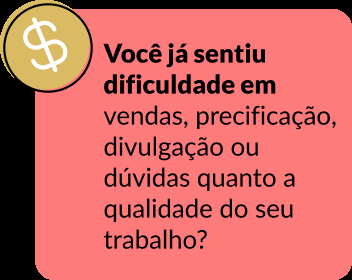 $
Você já sentiu
dificuldade em
vendas, precificação,
divulgação ou
dúvidas quanto a
qualidade do seu
trabalho?